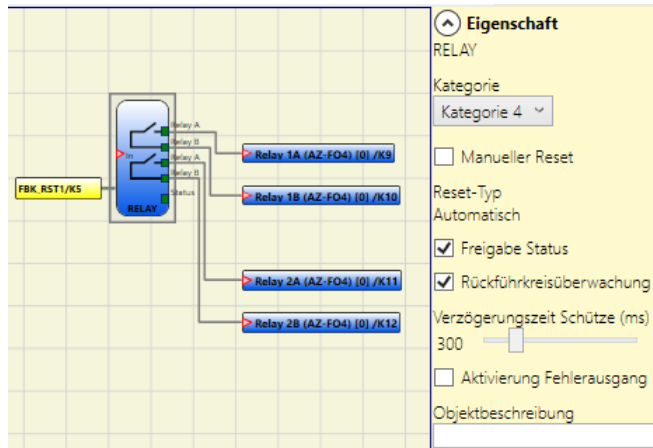 Eigenschaft
RELAY
Kategorie
Kategorie 4
Manueller Reset
Reset-Typ
Automatisch
Freigabe Status
Rückführkreisüberwachung
Verzögerungszeit Schütze (ms)
300
Aktivierung Fehlerausgang
Objektbeschreibung
FBK_RST1/K5
In
RELAY
Relay A
Relay B
Relay A
Relay B
Status
Relay 1A (AZ-FO4) [0] /K9
Relay 1B (AZ-FO4) [0] /K10
Relay 2A (AZ-FO4) [0] /K11
Relay 2B (AZ-FO4) [0] /K12